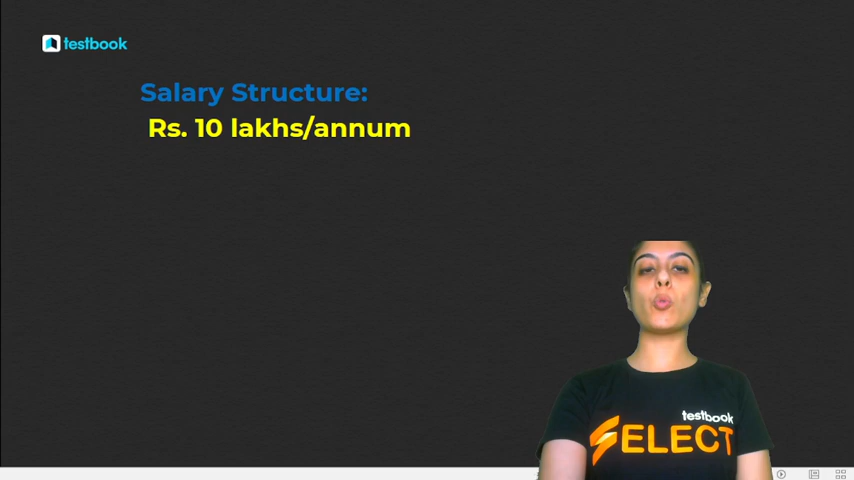 testbook
Salary Structure:
Rs. 10 lakhs/annum
testbook
SELECT